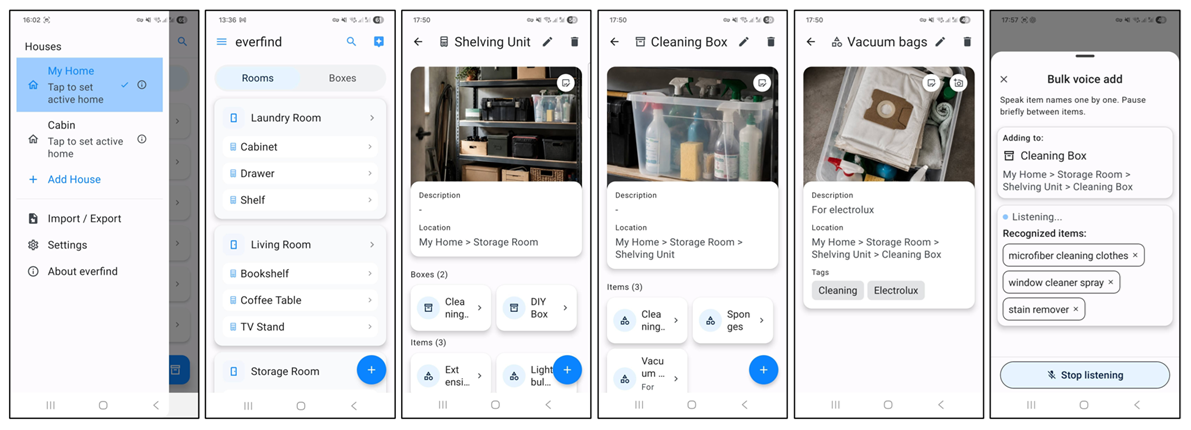 16:02
Houses
My Home
Tap to set
active home
Cabin
Tap to set active
home
+ Add House
Import / Export
Settings
About everfind
13:36
everfind
Rooms
Boxes
Laundry Room
Cabinet
Drawer
Shelf
Living Room
Bookshelf
Coffee Table
TV Stand
Storage Room
17:50
Shelving Unit
Description
-
Location
My Home > Storage Room
Boxes (2)
Clea
ning..
DIY
Box
Items (3)
Ext
ensi...
Light
bul...
17:50
Cleaning Box
Description
-
Location
My Home > Storage Room >
Shelving Unit
Items (3)
Clea
ning..
Spon
ges
Vacu
um ...
For
17:50
Vacuum bags
Description
For electrolux
Location
My Home > Storage Room >
Shelving Unit > Cleaning Box
Tags
Cleaning
Electrolux
17:57
Bulk voice add
Speak item names one by one. Pause
briefly between items.
Adding to:
Cleaning Box
My Home > Storage Room >
Shelving Unit > Cleaning Box
Listening...
Recognized items:
microfiber cleaning clothes ×
window cleaner spray ×
stain remover ×
Stop listening